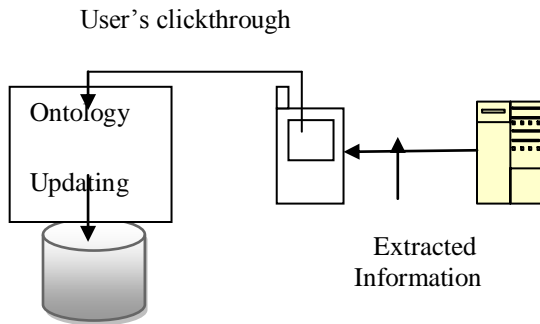 User’s clickthrough
Ontology
Updating
Extracted
Information